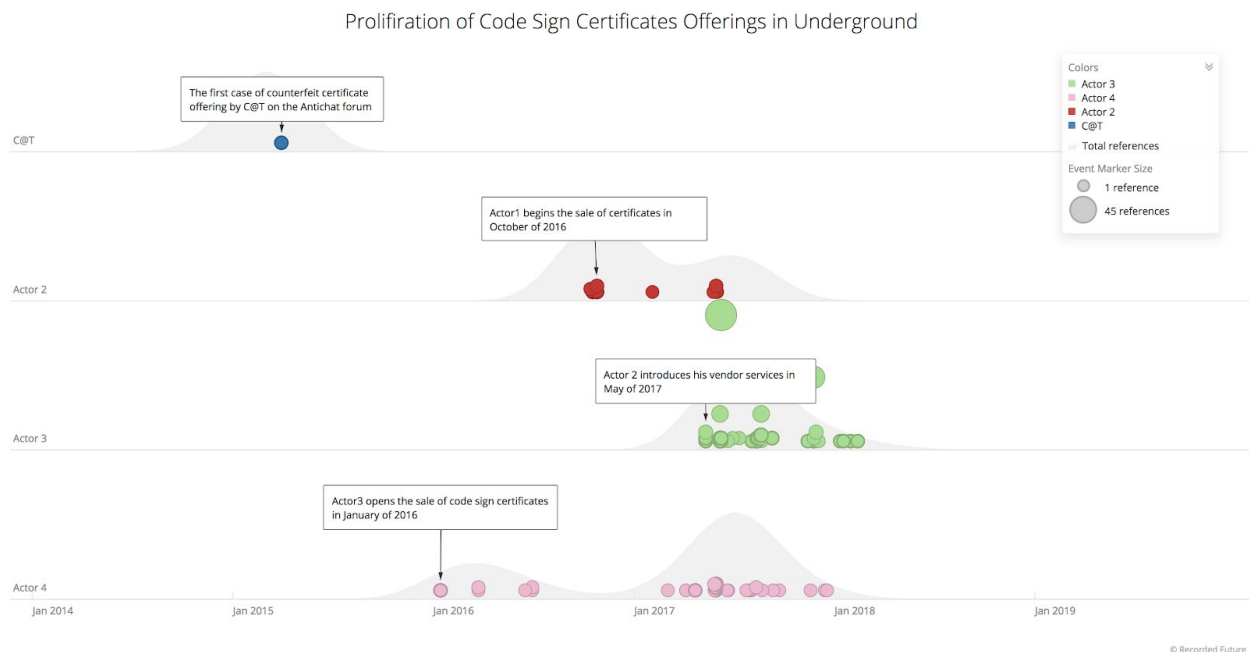 Prolifiration of Code Sign Certificates Offerings in Underground
Colors
Actor 3
Actor 4
Actor 2
C@T
Total references
Event Marker Size
1 reference
45 references
The first case of counterfeit certificate
offering by C@T on the Antichat forum
C@T
Actor1 begins the sale of certificates in
October of 2016
Actor 2
Actor 2 introduces his vendor services in
May of 2017
Actor 3
Actor3 opens the sale of code sign certificates
in January of 2016
Actor 4
Jan 2014
Jan 2015
Jan 2016
Jan 2017
Jan 2018
Jan 2019
© Recorded Future